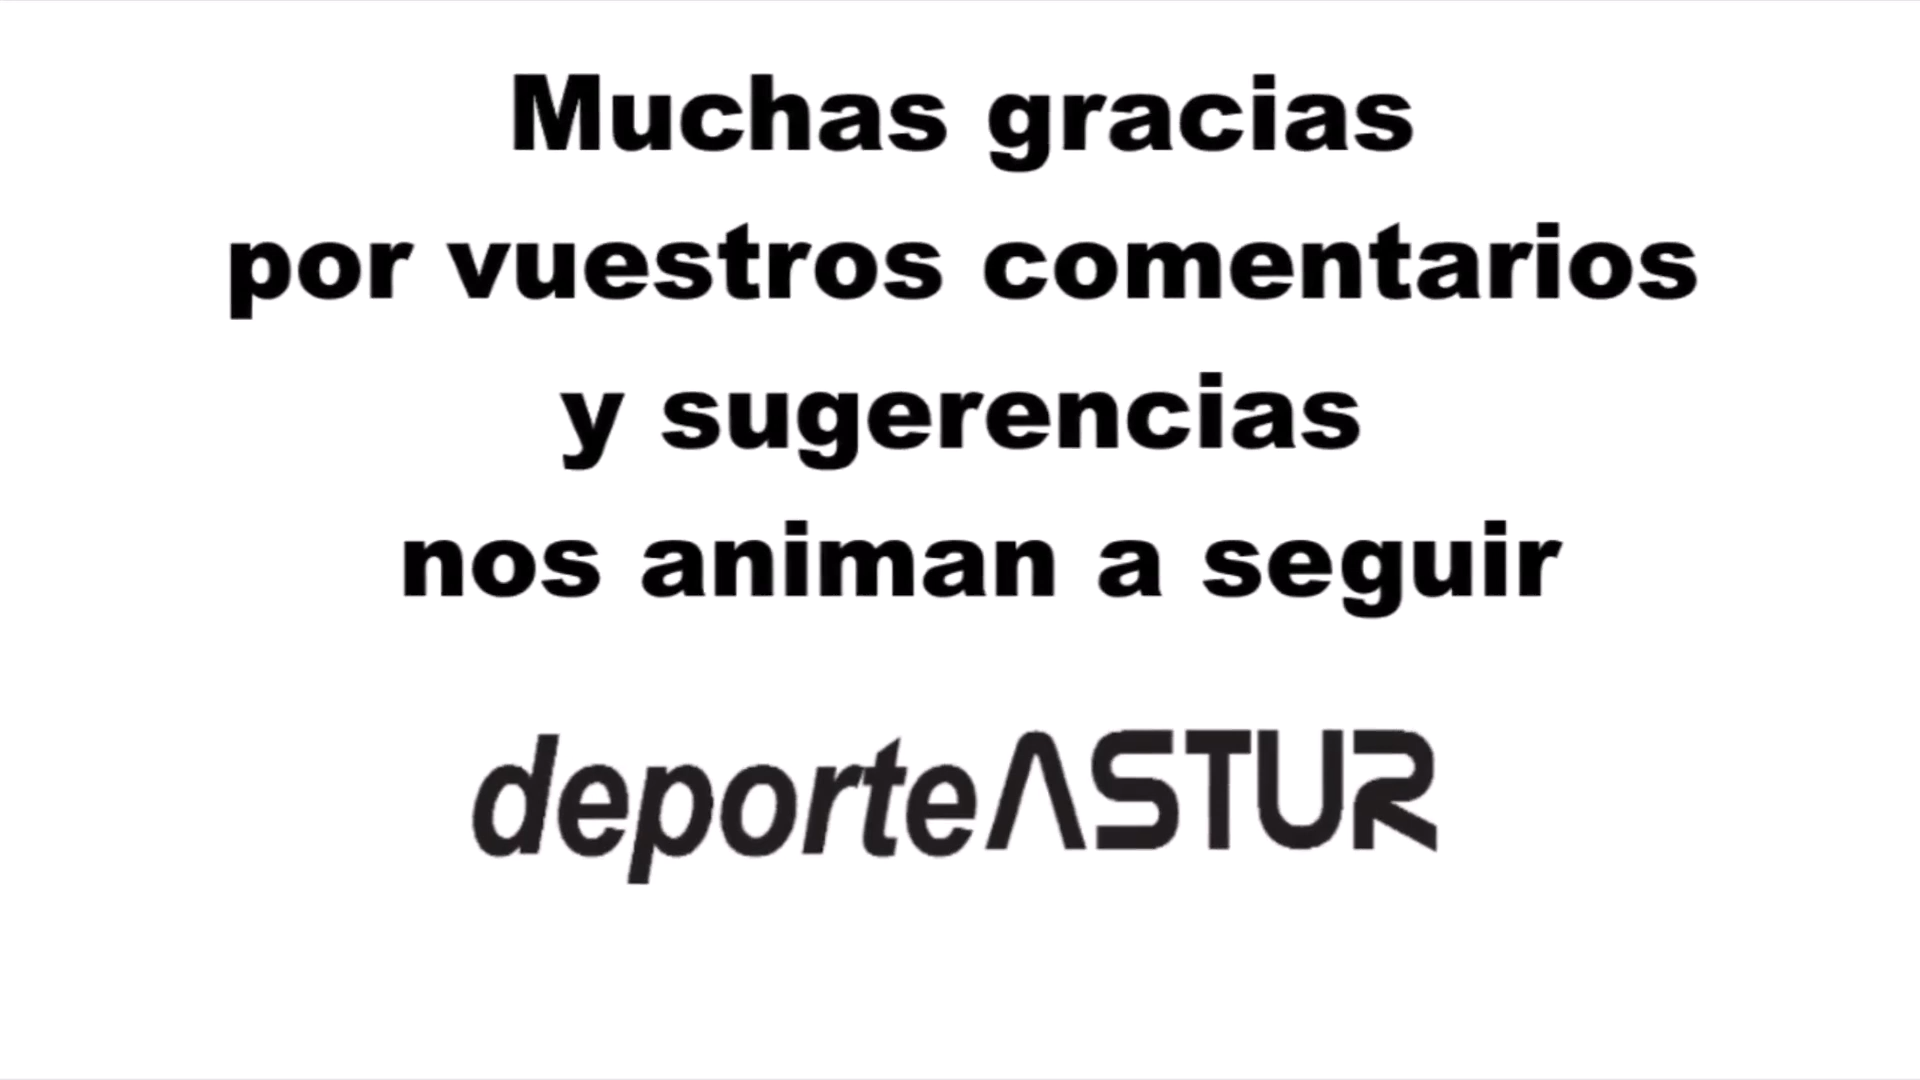 Muchas gracias
por vuestros comentarios
y sugerencias
nos animan a seguir
deporteASTUR